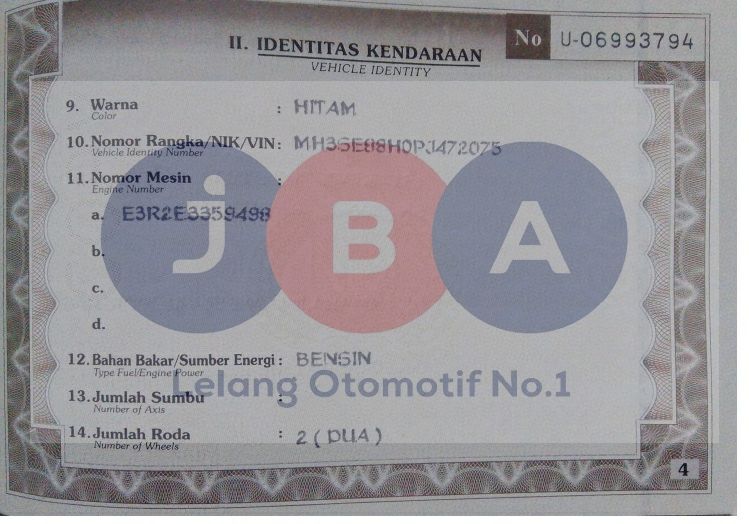 No U-06993794
II. IDENTITAS KENDARAAN
VEHICLE IDENTITY
9. Warna : HITAM
Color
10. Nomor Rangka/NIK/VIN: MH3SE88H0PJ472075
Vehicle Identity Number
11. Nomor Mesin :
Engine Number
a. E3R2E3359498
b.
c.
d.
12. Bahan Bakar/Sumber Energi : BENSIN
Type Fuel/Engine Power
13. Jumlah Sumbu :
Number of Axis
14. Jumlah Roda : 2 ( DUA )
Number of Wheels
4
JBA
Lelang Otomotif No.1